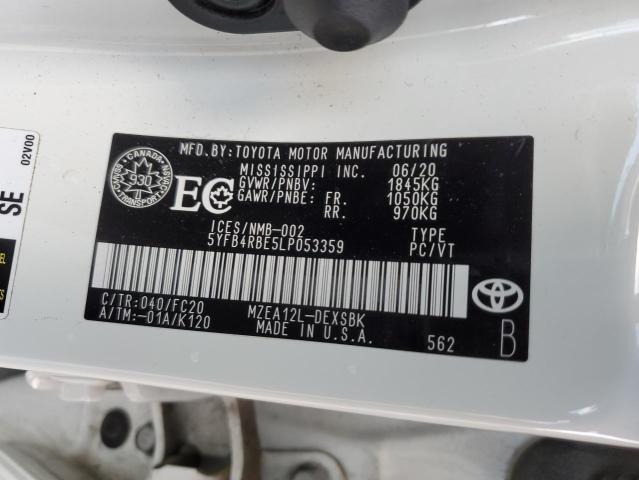 02V00
SE
MFD.BY:TOYOTA MOTOR MANUFACTURING
MISSISSIPPI INC. 06/20
GVWR/PNBV: 1845KG
GAWR/PNBE: FR. 1050KG
RR. 970KG
CANADA
930
TRANSPORT
EC
ICES/NMB-002 TYPE
5YFB4RBE5LP053359 PC/VT
C/TR:040/FC20 MZEA12L-DEXSBK
A/TM:-01A/K120 MADE IN U.S.A. 562
B